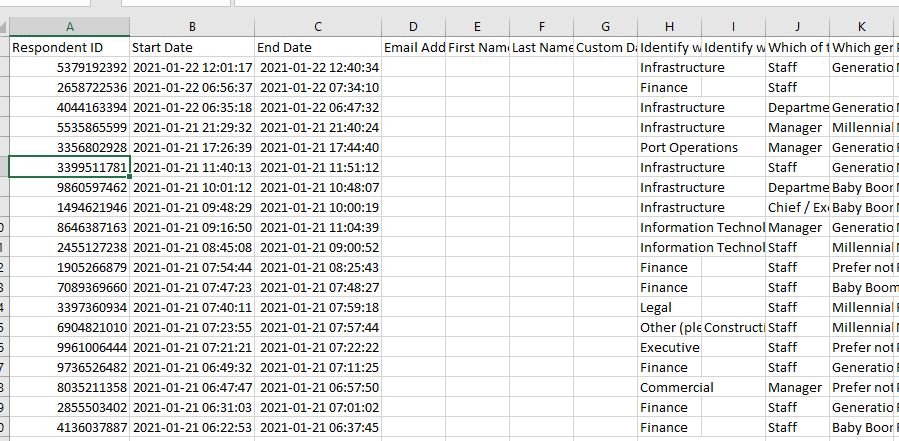 A B C D E F G H I J K
Respondent ID Start Date End Date Email Add First Nam Last Name Custom Da Identify w Identify w Which of t Which gen
5379192392 2021-01-22 12:01:17 2021-01-22 12:40:34 Infrastructure Staff Generatio
2658722536 2021-01-22 06:56:37 2021-01-22 07:34:10 Finance Staff
4044163394 2021-01-22 06:35:18 2021-01-22 06:47:32 Infrastructure Departme Generatio
5535865599 2021-01-21 21:29:32 2021-01-21 21:40:24 Infrastructure Manager Millennial
3356802928 2021-01-21 17:26:39 2021-01-21 17:44:40 Port Operations Manager Generatio
3399511781 2021-01-21 11:40:13 2021-01-21 11:51:12 Infrastructure Staff Generatio
9860597462 2021-01-21 10:01:12 2021-01-21 10:48:07 Infrastructure Departme Baby Boor
1494621946 2021-01-21 09:48:29 2021-01-21 10:00:19 Infrastructure Chief / Ex Baby Boor
8646387163 2021-01-21 09:16:50 2021-01-21 11:04:39 Information Technol Manager Generatio
2455127238 2021-01-21 08:45:08 2021-01-21 09:00:52 Information Technol Staff Millennial
1905266879 2021-01-21 07:54:44 2021-01-21 08:25:43 Finance Staff Prefer not
7089369660 2021-01-21 07:47:23 2021-01-21 07:48:27 Finance Staff Baby Boom
3397360934 2021-01-21 07:40:11 2021-01-21 07:59:18 Legal Staff Millennial
6904821010 2021-01-21 07:23:55 2021-01-21 07:57:44 Other (ple Constructi Staff Millennial
9961006444 2021-01-21 07:21:21 2021-01-21 07:22:22 Executive Staff Prefer not
9736526482 2021-01-21 06:49:32 2021-01-21 07:11:25 Finance Staff Generatio
8035211358 2021-01-21 06:47:47 2021-01-21 06:57:50 Commercial Manager Prefer not
2855503402 2021-01-21 06:31:03 2021-01-21 07:01:02 Finance Staff Generatio
4136037887 2021-01-21 06:22:53 2021-01-21 06:37:45 Finance Staff Baby Boor